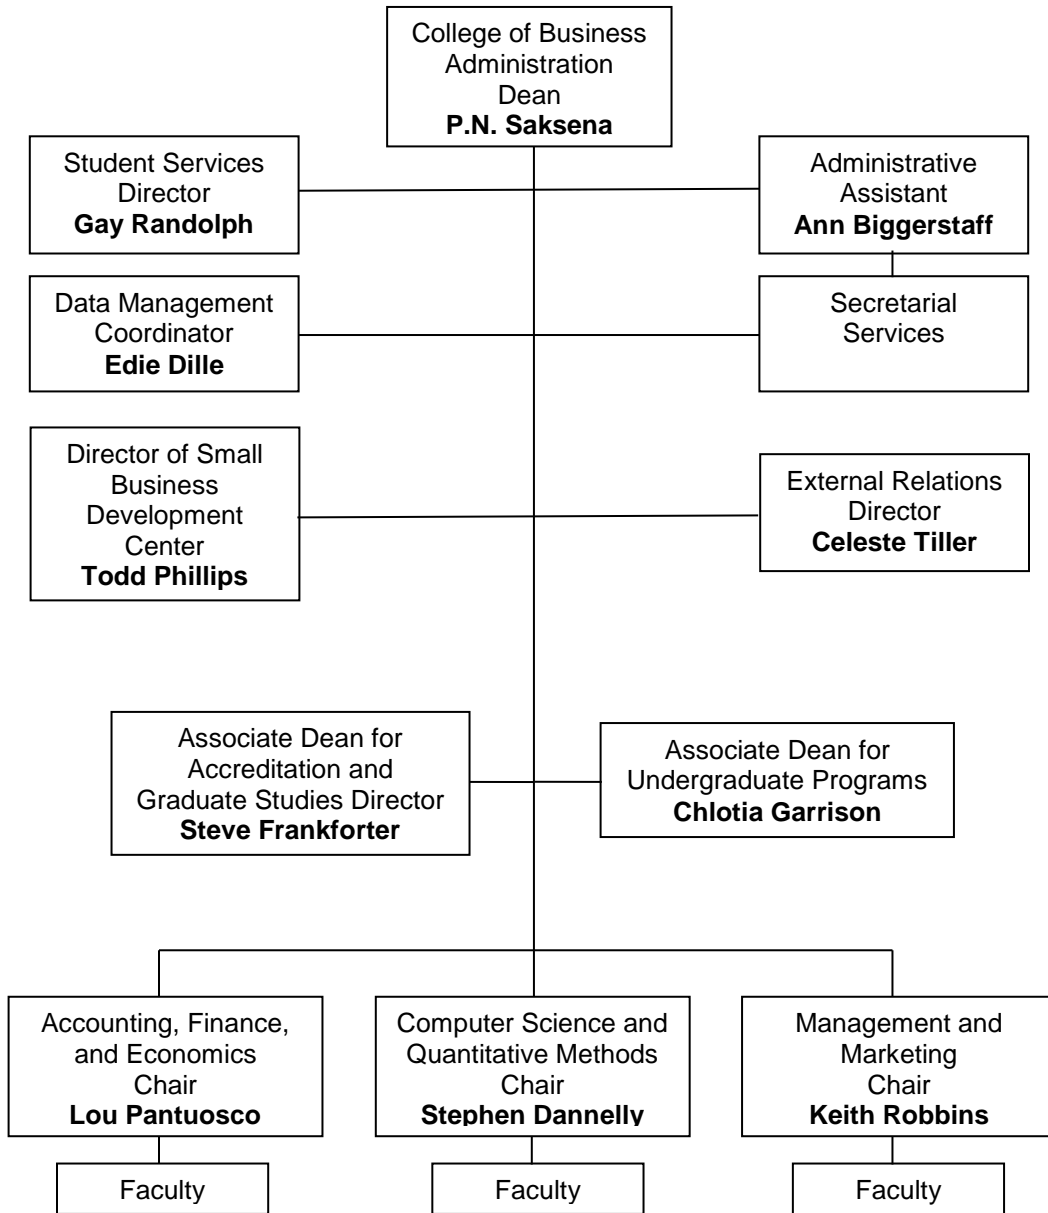 College of Business
Administration
Dean
P.N. Saksena
Student Services
Director
Gay Randolph
Administrative
Assistant
Ann Biggerstaff
Data Management
Coordinator
Edie Dille
Secretarial
Services
Director of Small
Business
Development
Center
Todd Phillips
External Relations
Director
Celeste Tiller
Associate Dean for
Accreditation and
Graduate Studies Director
Steve Frankforter
Associate Dean for
Undergraduate Programs
Chlotia Garrison
Accounting, Finance,
and Economics
Chair
Lou Pantuosco
Computer Science and
Quantitative Methods
Chair
Stephen Dannelly
Management and
Marketing
Chair
Keith Robbins
Faculty
Faculty
Faculty